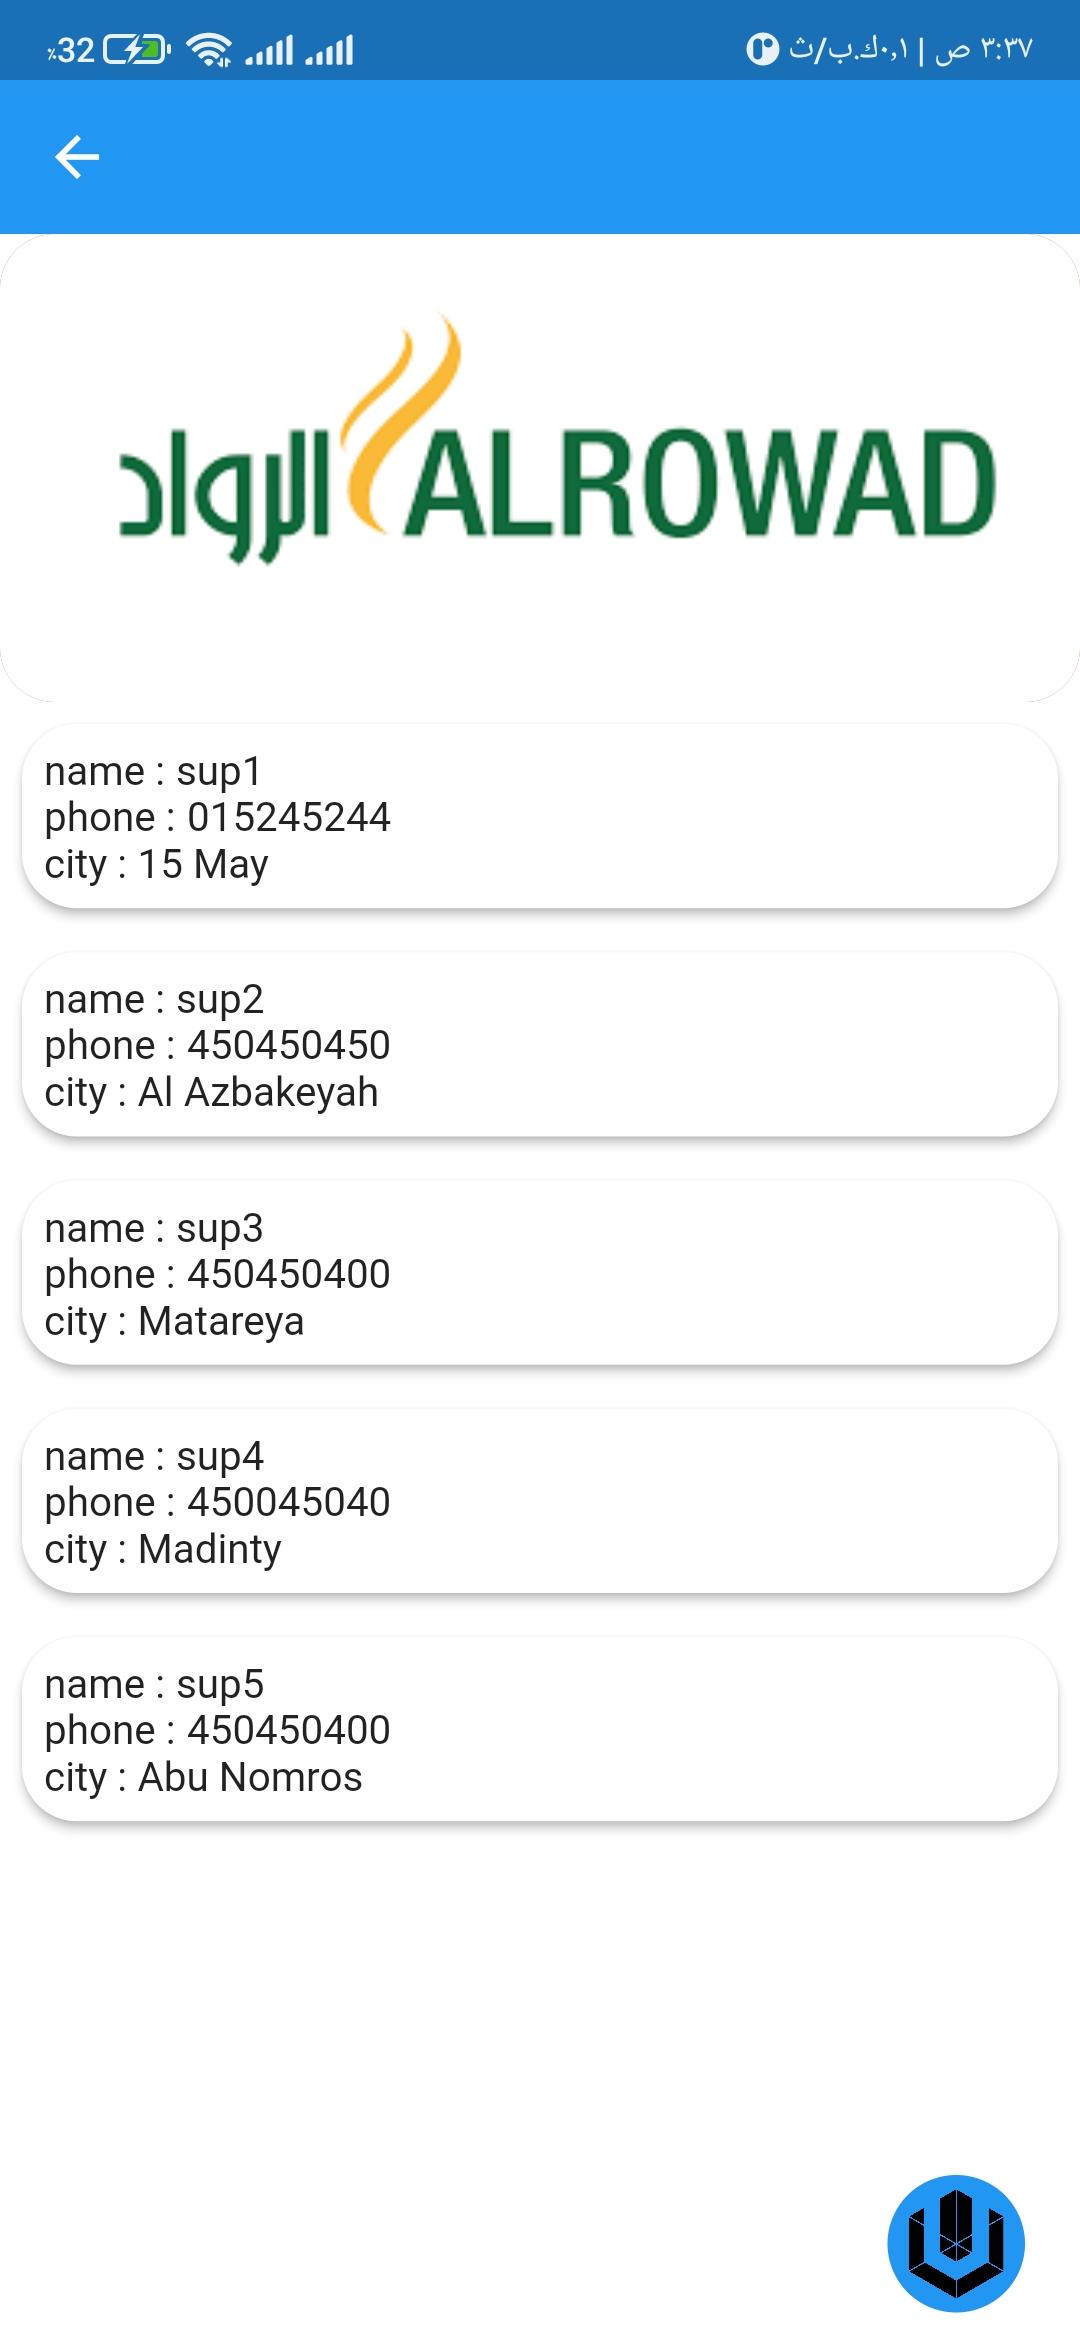 ٪32
٣:٣٧ ص | ٠,١ك.ب/ث
الرواد ALROWAD
name : sup1
phone : 015245244
city : 15 May
name : sup2
phone : 450450450
city : Al Azbakeyah
name : sup3
phone : 450450400
city : Matareya
name : sup4
phone : 450045040
city : Madinty
name : sup5
phone : 450450400
city : Abu Nomros